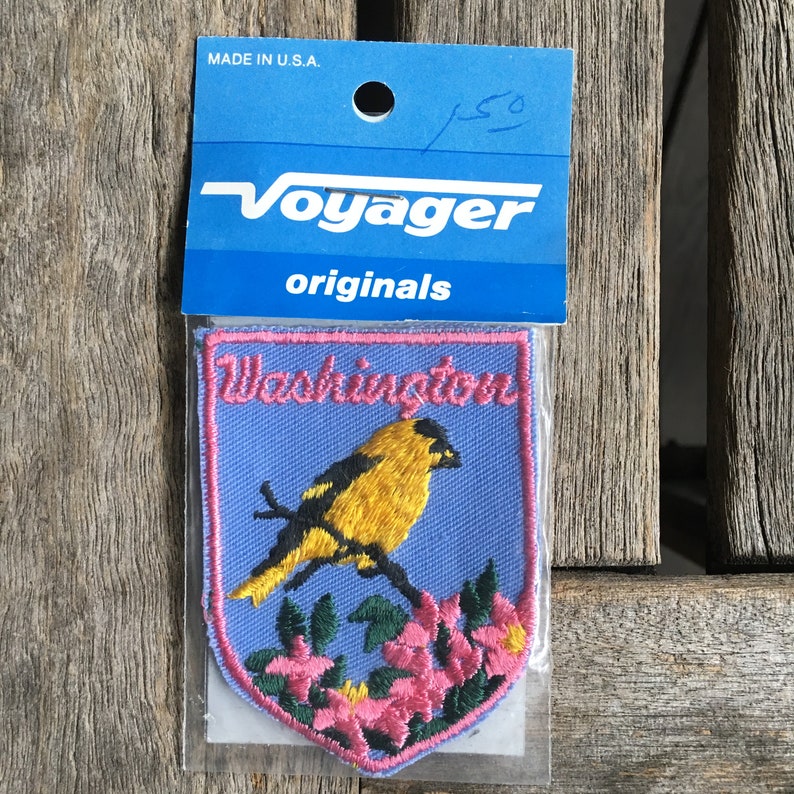 MADE IN U.S.A.
1.50
Voyager
originals
Washington